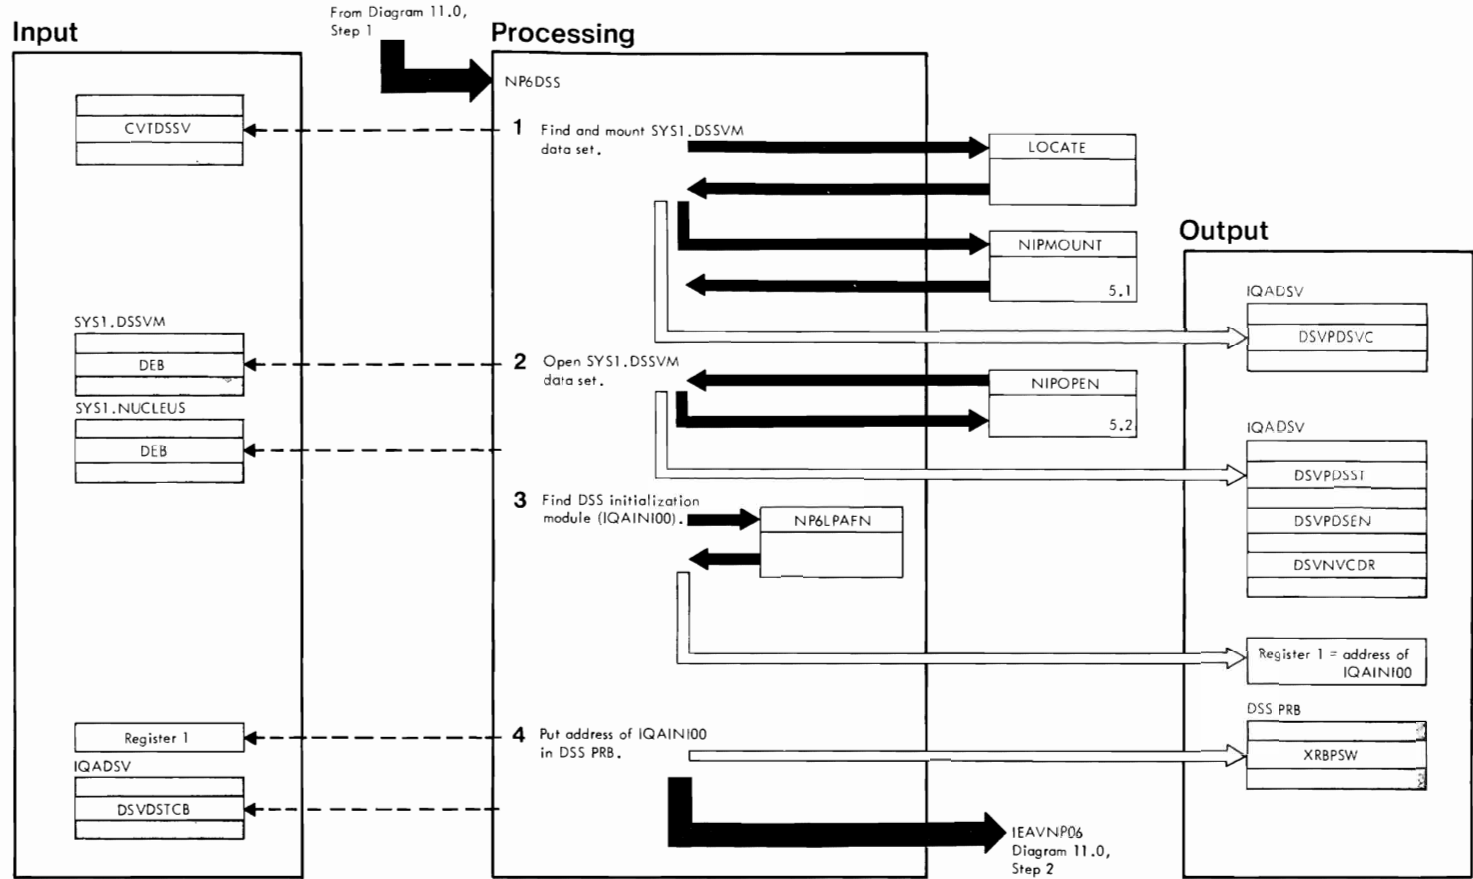 From Diagram 11.0,
Step 1
Input
Processing
NP6DSS
CVTDSSV
1 Find and mount SYS1.DSSVM
data set.
LOCATE
NIPMOUNT
5.1
Output
IQADSV
DSVPDSVC
SYS1.DSSVM
DEB
2 Open SYS1.DSSVM
data set.
NIPOPEN
5.2
SYS1.NUCLEUS
DEB
IQADSV
DSVPDSST
DSVPDSEN
DSVNVCDR
3 Find DSS initialization
module (IQAINI00).
NP6LPAFN
Register 1 = address of
IQAINI00
Register 1
4 Put address of IQAINI00
in DSS PRB.
DSS PRB
XRBPSW
IQADSV
DSVDSTCB
IEAVNP06
Diagram 11.0,
Step 2